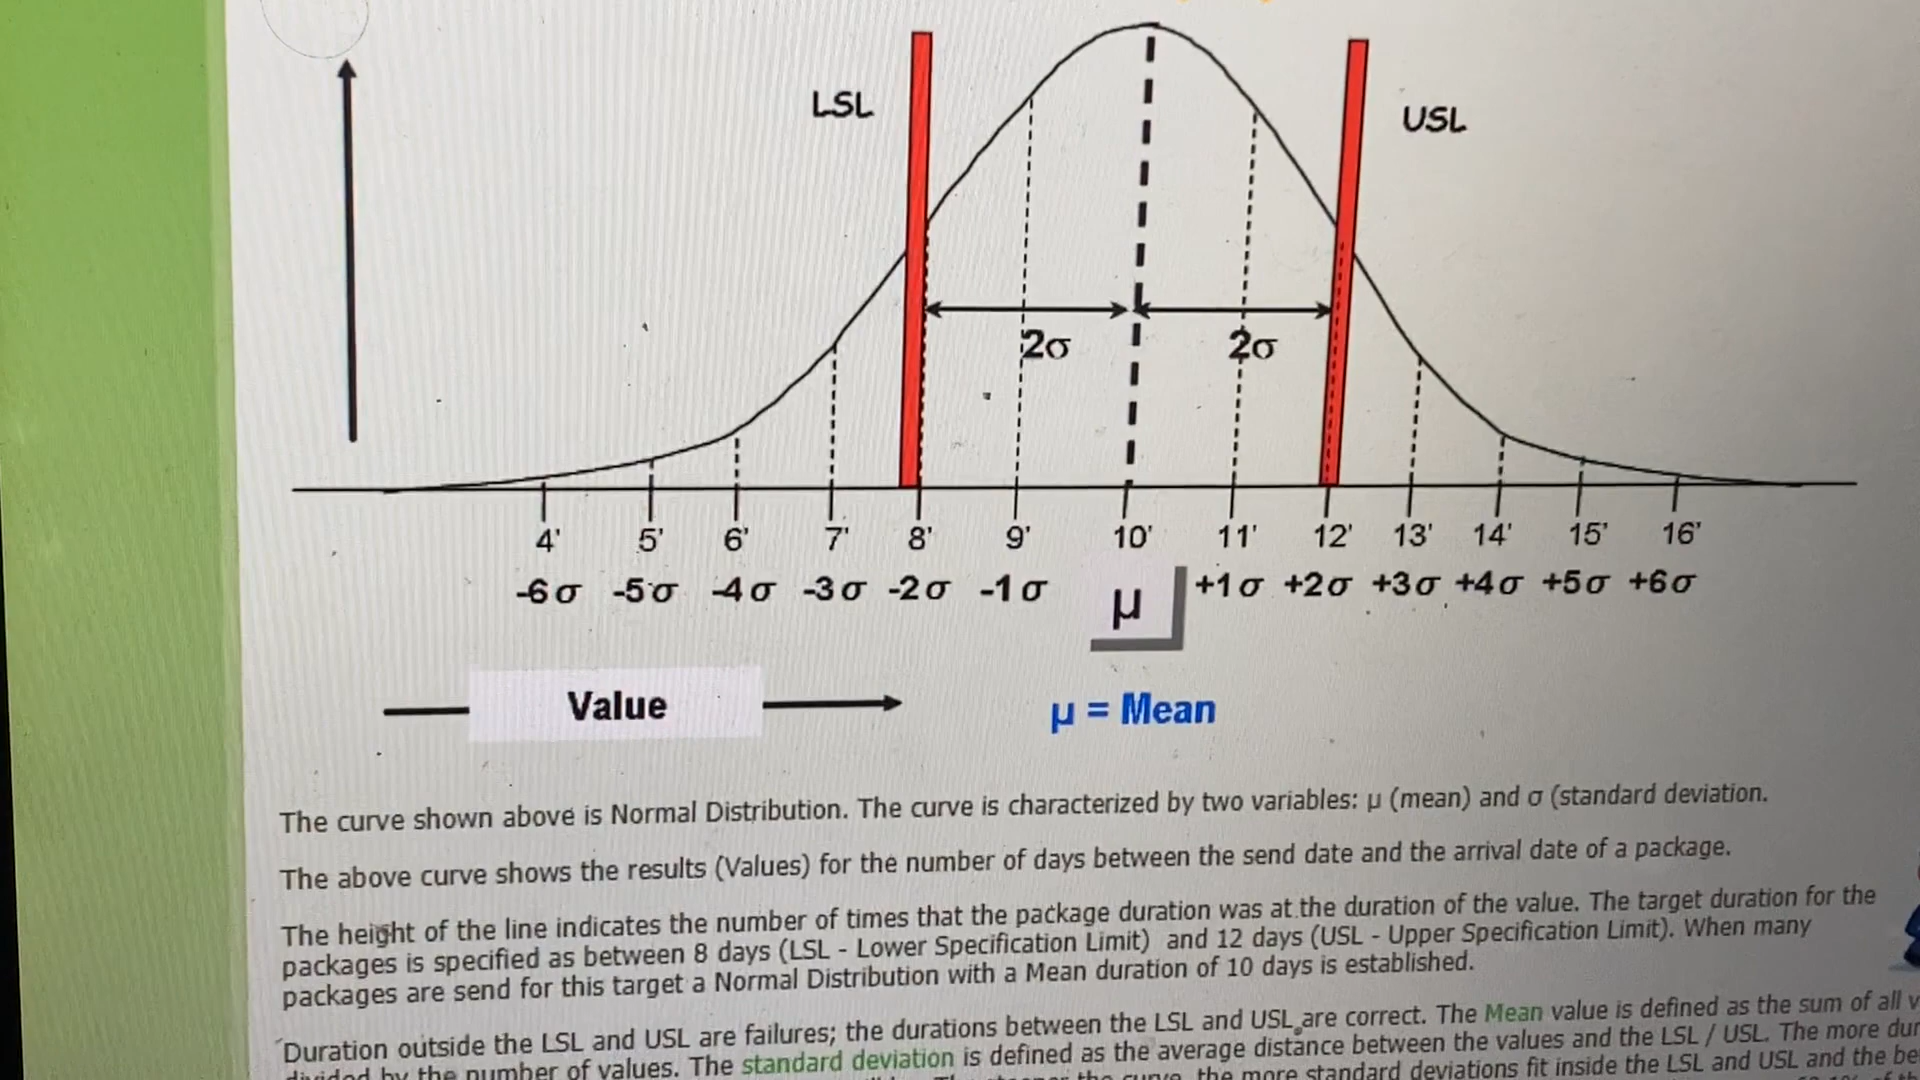 LSL
USL
2σ 2σ
4' 5' 6' 7' 8' 9' 10' 11' 12' 13' 14' 15' 16'
-6σ -5σ -4σ -3σ -2σ -1σ μ +1σ +2σ +3σ +4σ +5σ +6σ
Value
μ = Mean
The curve shown above is Normal Distribution. The curve is characterized by two variables: μ (mean) and σ (standard deviation.
The above curve shows the results (Values) for the number of days between the send date and the arrival date of a package.
The height of the line indicates the number of times that the package duration was at the duration of the value. The target duration for the
packages is specified as between 8 days (LSL - Lower Specification Limit) and 12 days (USL - Upper Specification Limit). When many
packages are send for this target a Normal Distribution with a Mean duration of 10 days is established.
Duration outside the LSL and USL are failures; the durations between the LSL and USL are correct. The Mean value is defined as the sum of all
divided by the number of values. The standard deviation is defined as the average distance between the values and the LSL / USL. The more
the curve, the more standard deviations fit inside the LSL and USL and the